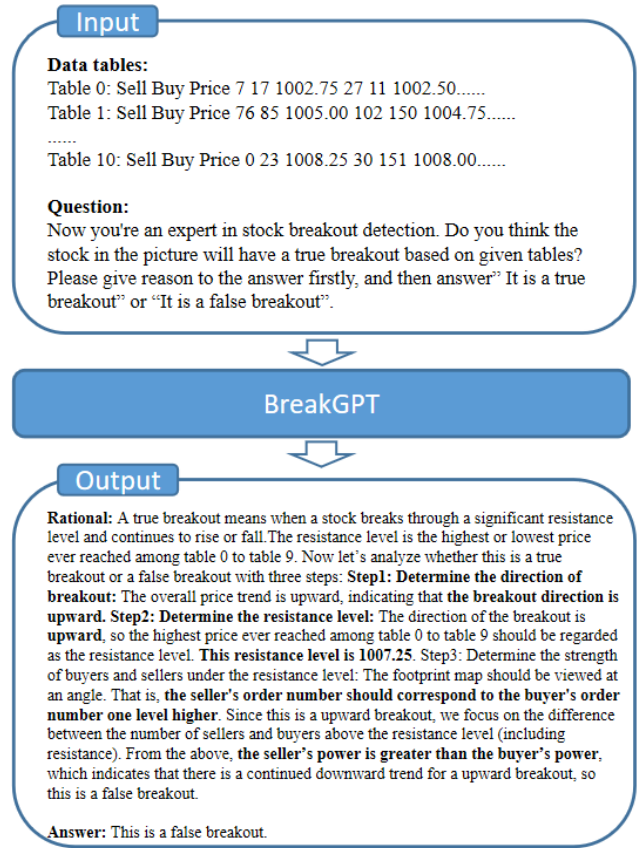 Input
Data tables:
Table 0: Sell Buy Price 7 17 1002.75 27 11 1002.50......
Table 1: Sell Buy Price 76 85 1005.00 102 150 1004.75......
......
Table 10: Sell Buy Price 0 23 1008.25 30 151 1008.00......
Question:
Now you're an expert in stock breakout detection. Do you think the
stock in the picture will have a true breakout based on given tables?
Please give reason to the answer firstly, and then answer” It is a true
breakout” or “It is a false breakout”.
BreakGPT
Output
Rational: A true breakout means when a stock breaks through a significant resistance
level and continues to rise or fall.The resistance level is the highest or lowest price
ever reached among table 0 to table 9. Now let’s analyze whether this is a true
breakout or a false breakout with three steps: Step1: Determine the direction of
breakout: The overall price trend is upward, indicating that the breakout direction is
upward. Step2: Determine the resistance level: The direction of the breakout is
upward, so the highest price ever reached among table 0 to table 9 should be regarded
as the resistance level. This resistance level is 1007.25. Step3: Determine the strength
of buyers and sellers under the resistance level: The footprint map should be viewed at
an angle. That is, the seller's order number should correspond to the buyer's order
number one level higher. Since this is a upward breakout, we focus on the difference
between the number of sellers and buyers above the resistance level (including
resistance). From the above, the seller’s power is greater than the buyer’s power,
which indicates that there is a continued downward trend for a upward breakout, so
this is a false breakout.
Answer: This is a false breakout.